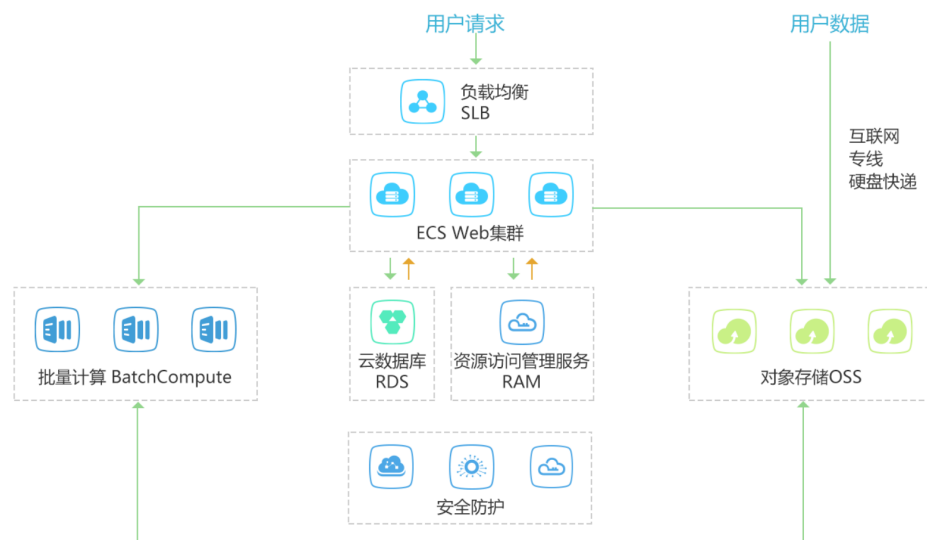 用户请求
用户数据
负载均衡
SLB
互联网
专线
硬盘快递
ECS Web集群
批量计算 BatchCompute
云数据库
RDS
资源访问管理服务
RAM
对象存储OSS
安全防护